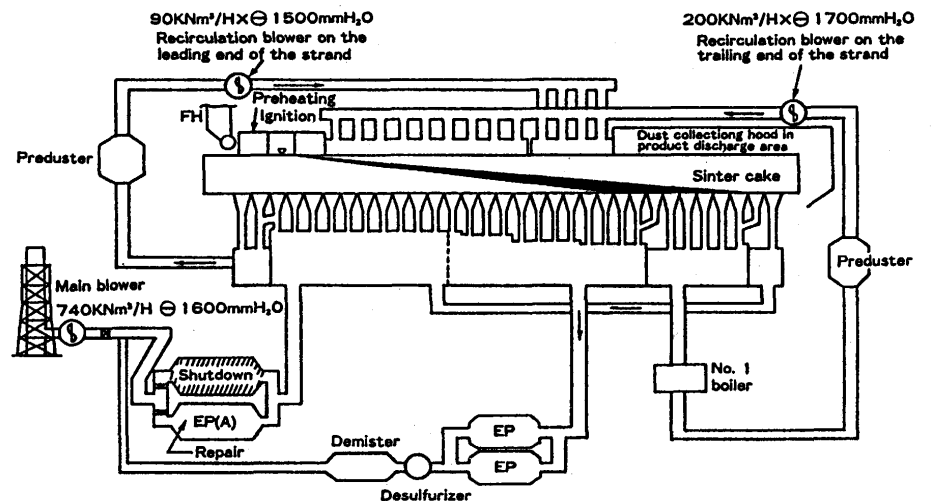 90KNm³/H×⊖ 1500mmH₂O
Recirculation blower on the
leading end of the strand
200KNm³/H×⊖ 1700mmH₂O
Recirculation blower on the
trailing end of the strand
Preheating
Ignition
FH
Preduster
Dust collectiong hood in
product discharge area
Sinter cake
Preduster
Main blower
740KNm³/H ⊖ 1600mmH₂O
Shutdown
EP(A)
Repair
No. 1
boiler
EP
EP
Demister
Desulfurizer